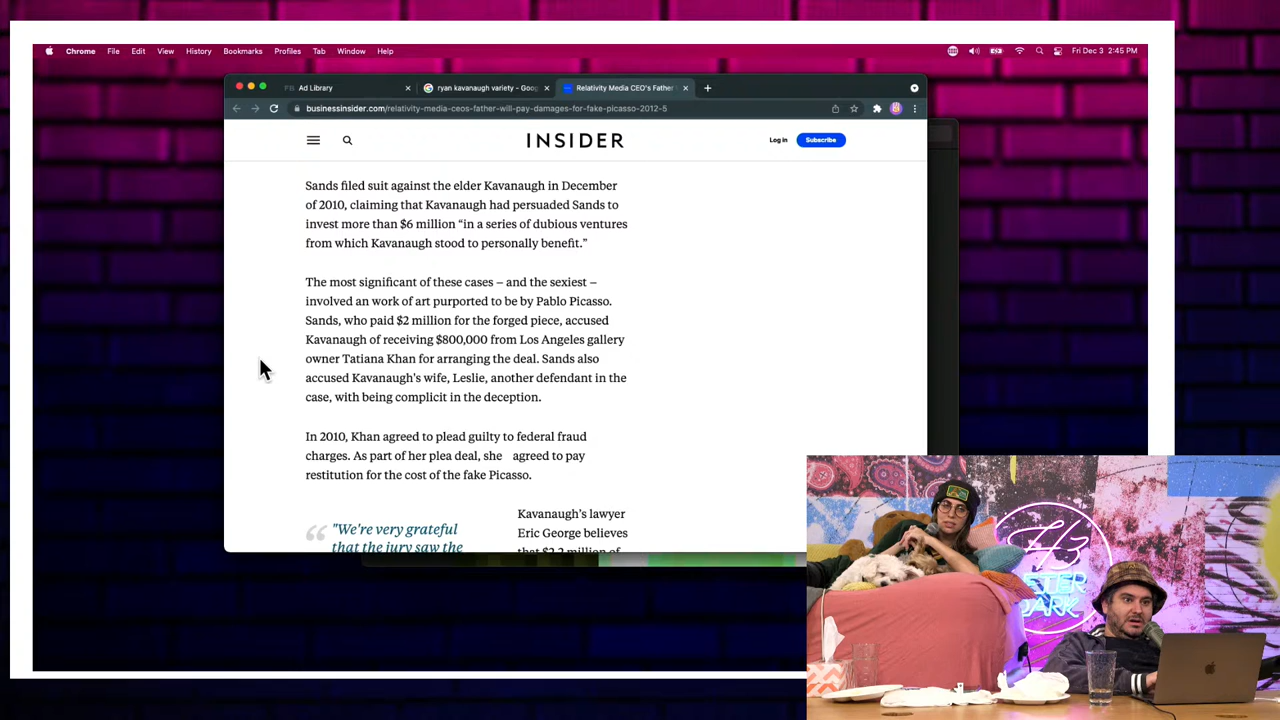 Chrome File Edit View History Bookmarks Profiles Tab Window Help Fri Dec 3 2:45 PM
Ad Library ryan kavanaugh variety - Goog Relativity Media CEO's Father
businessinsider.com/relativity-media-ceos-father-will-pay-damages-for-fake-picasso-2012-5
INSIDER Log in Subscribe
Sands filed suit against the elder Kavanaugh in December
of 2010, claiming that Kavanaugh had persuaded Sands to
invest more than $6 million “in a series of dubious ventures
from which Kavanaugh stood to personally benefit.”
The most significant of these cases – and the sexiest –
involved an work of art purported to be by Pablo Picasso.
Sands, who paid $2 million for the forged piece, accused
Kavanaugh of receiving $800,000 from Los Angeles gallery
owner Tatiana Khan for arranging the deal. Sands also
accused Kavanaugh's wife, Leslie, another defendant in the
case, with being complicit in the deception.
In 2010, Khan agreed to plead guilty to federal fraud
charges. As part of her plea deal, she agreed to pay
restitution for the cost of the fake Picasso.
"We're very grateful
that the jury saw the
Kavanaugh's lawyer
Eric George believes
that $2.2 million of
H3
AFTER
DARK